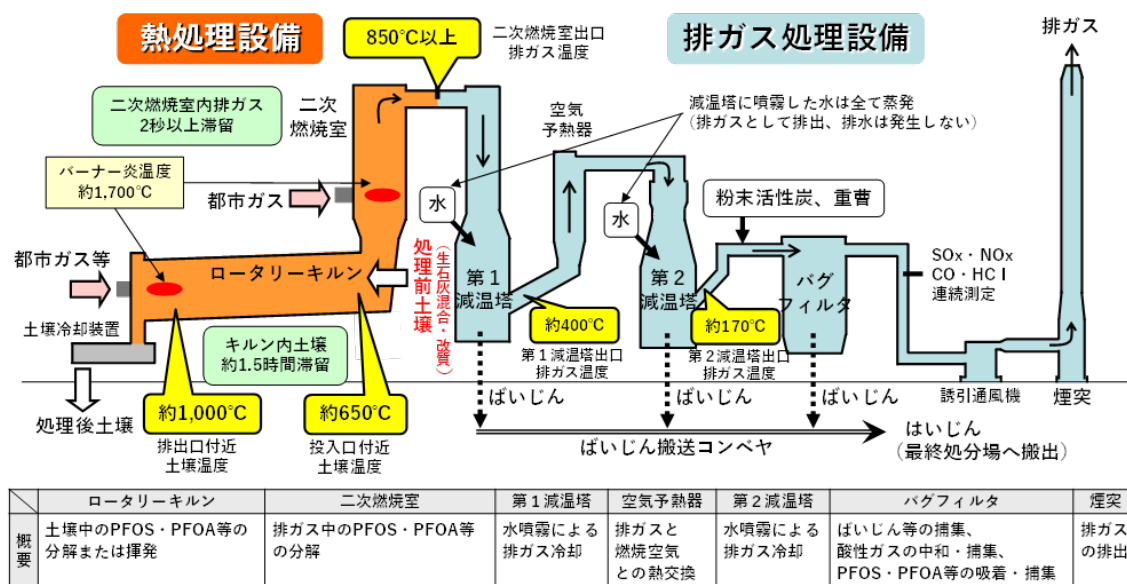 熱処理設備
850℃以上
二次燃焼室出口
排ガス温度
排ガス処理設備
排ガス
二次燃焼室内排ガス
2秒以上滞留
二次
燃焼室
空気
予熱器
減温塔に噴霧した水は全て蒸発
(排ガスとして排出、排水は発生しない)
バーナー炎温度
約1,700℃
都市ガス
水
水
粉末活性炭、重曹
都市ガス等
ロータリーキルン
処理前土壌
(生石灰混合・改質)
第1
減温塔
第2
減温塔
バグ
フィルタ
SOx・NOx
CO・HCl
連続測定
土壌冷却装置
キルン内土壌
約1.5時間滞留
約400℃
第1減温塔出口
排ガス温度
約170℃
第2減温塔出口
排ガス温度
誘引通風機
煙突
処理後土壌
約1,000℃
排出口付近
土壌温度
約650℃
投入口付近
土壌温度
ばいじん
ばいじん
ばいじん
ばいじん搬送コンベヤ
はいじん
(最終処分場へ搬出)
ロータリーキルン 二次燃焼室 第1減温塔 空気予熱器 第2減温塔 バグフィルタ 煙突
概要
土壌中のPFOS・PFOA等の
分解または揮発
排ガス中のPFOS・PFOA等
の分解
水噴霧による
排ガス冷却
排ガスと
燃焼空気
との熱交換
水噴霧による
排ガス冷却
ばいじん等の捕集、
酸性ガスの中和・捕集、
PFOS・PFOA等の吸着・捕集
排ガス
の排出